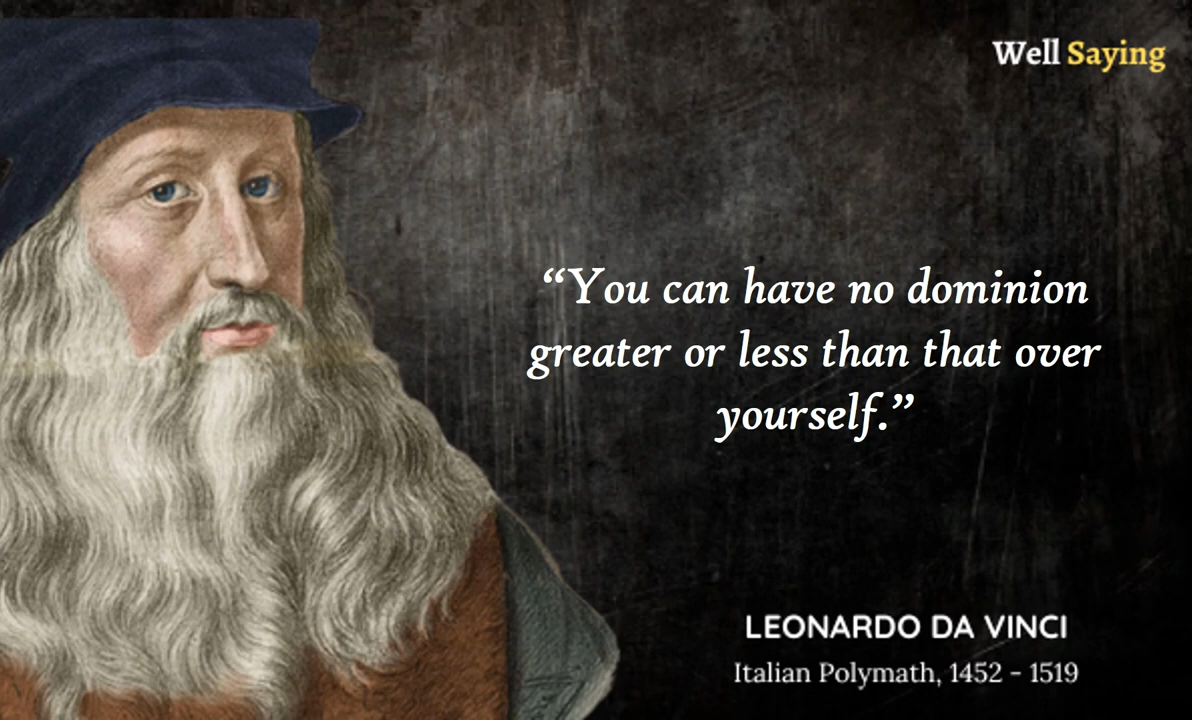 Well Saying
“You can have no dominion
greater or less than that over
yourself.”
LEONARDO DA VINCI
Italian Polymath, 1452 - 1519